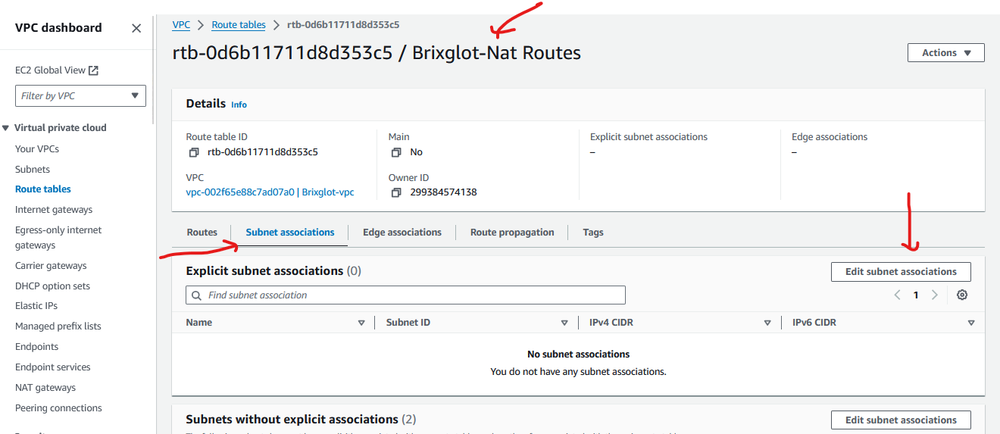 VPC dashboard
VPC > Route tables > rtb-0d6b11711d8d353c5
rtb-0d6b11711d8d353c5 / Brixglot-Nat Routes
Actions
EC2 Global View
Filter by VPC
Virtual private cloud
Your VPCs
Subnets
Route tables
Internet gateways
Egress-only internet
gateways
Carrier gateways
DHCP option sets
Elastic IPs
Managed prefix lists
Endpoints
Endpoint services
NAT gateways
Peering connections
Details Info
Route table ID
rtb-0d6b11711d8d353c5
Main
No
Explicit subnet associations
–
Edge associations
–
VPC
vpc-002f65e88c7ad07a0 | Brixglot-vpc
Owner ID
299384574138
Routes Subnet associations Edge associations Route propagation Tags
Explicit subnet associations (0)
Edit subnet associations
Find subnet association
1
Name Subnet ID IPv4 CIDR IPv6 CIDR
No subnet associations
You do not have any subnet associations.
Subnets without explicit associations (2)
Edit subnet associations